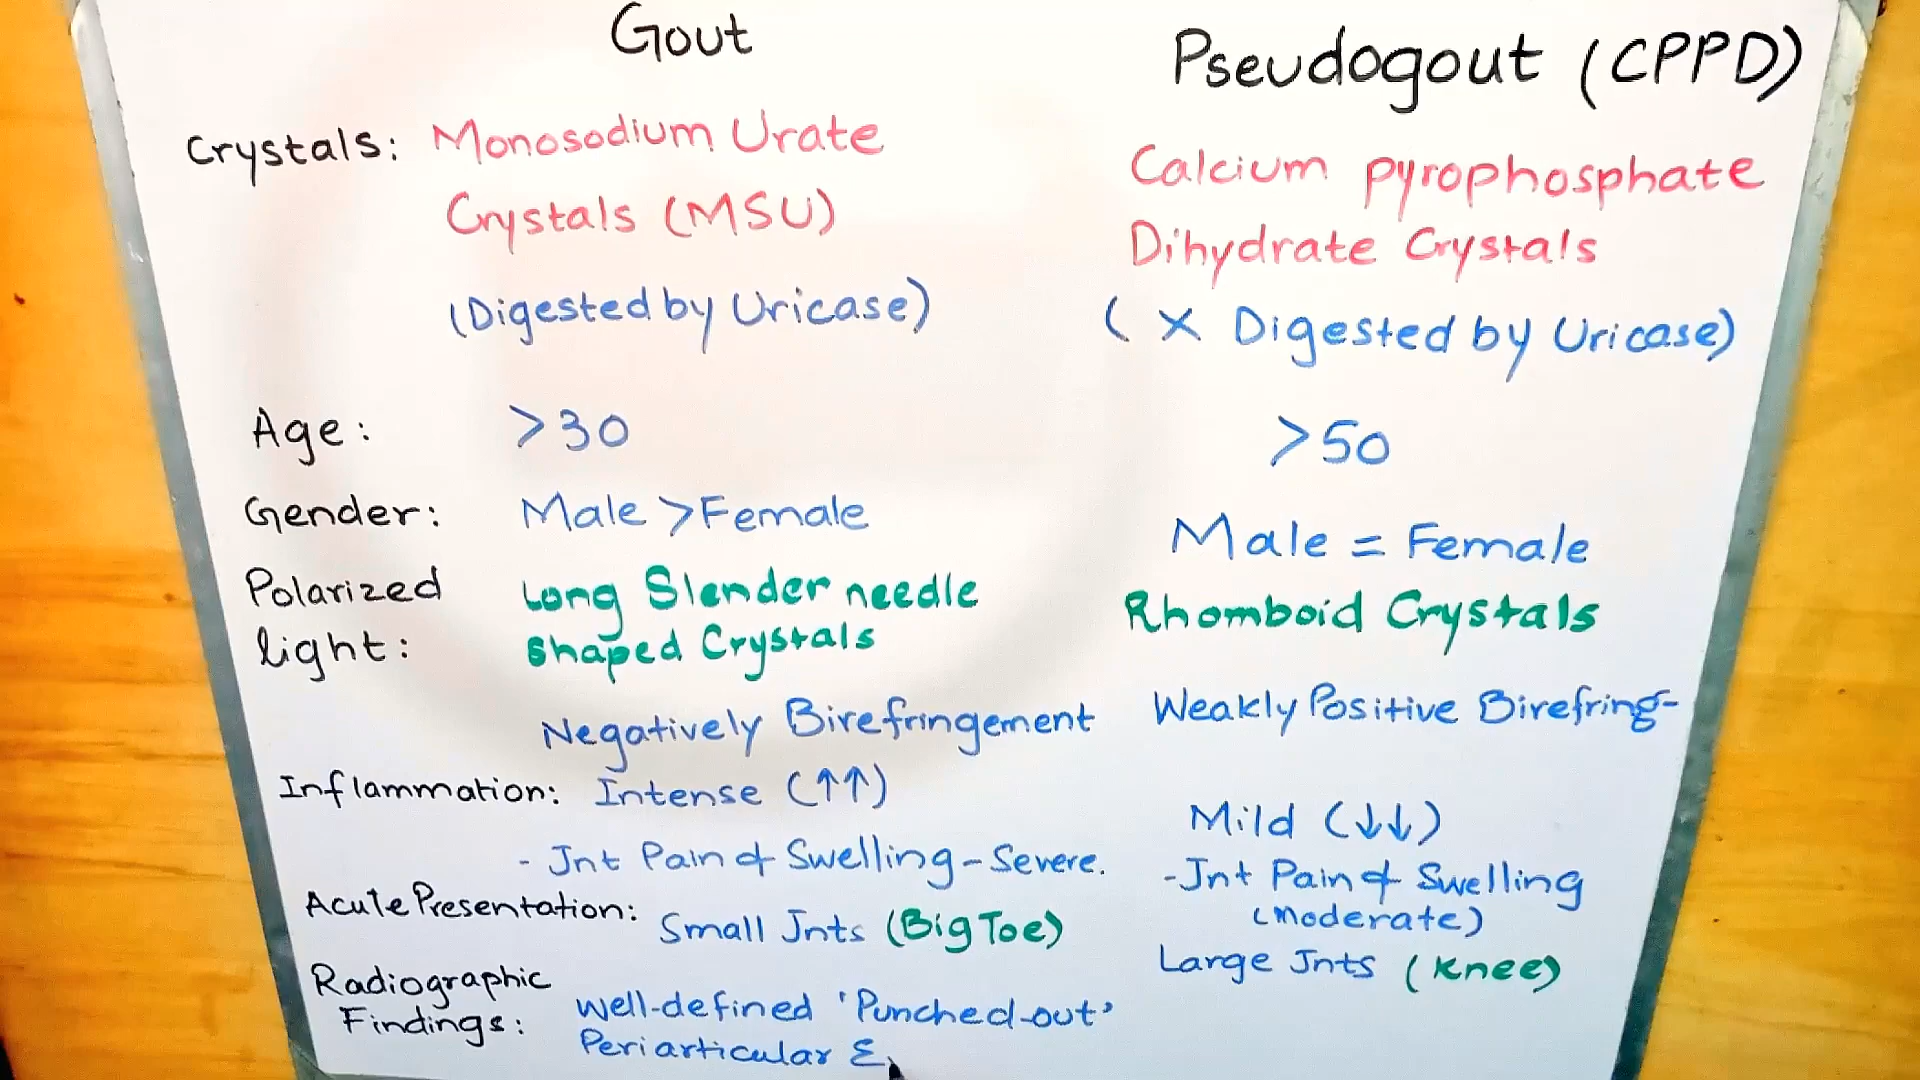 Gout
Pseudogout (CPPD)
Crystals: Monosodium Urate
Crystals (MSU)
(Digested by Uricase)
Calcium pyrophosphate
Dihydrate Crystals
( X Digested by Uricase)
Age: >30
>50
Gender: Male >Female
Male = Female
Polarized
light:
Long Slender needle
shaped Crystals
Rhomboid Crystals
Negatively Birefringement
Weakly Positive Birefring-
Inflammation: Intense (↑↑)
Mild (↓↓)
- Jnt Pain & Swelling - Severe.
- Jnt Pain & Swelling
(Moderate)
Acute Presentation: Small Jnts (Big Toe)
Large Jnts (Knee)
Radiographic
Findings:
Well-defined 'Punched-out'
Periarticular